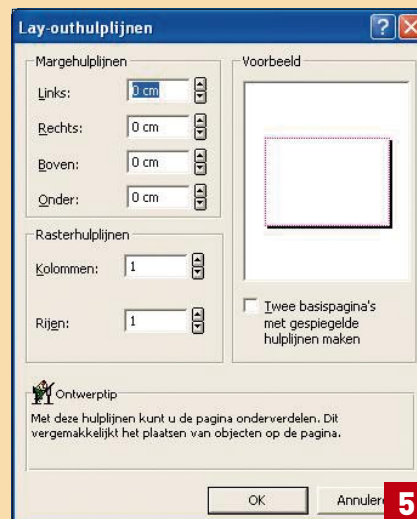 Lay-outhulplijnen
Margehulplijnen
Links: 0 cm
Rechts: 0 cm
Boven: 0 cm
Onder: 0 cm
Rasterhulplijnen
Kolommen: 1
Rijen: 1
Voorbeeld
Twee basispagina's
met gespiegelde
hulplijnen maken
Ontwerptip
Met deze hulplijnen kunt u de pagina onderverdelen. Dit
vergemakkelijkt het plaatsen van objecten op de pagina.
OK
5